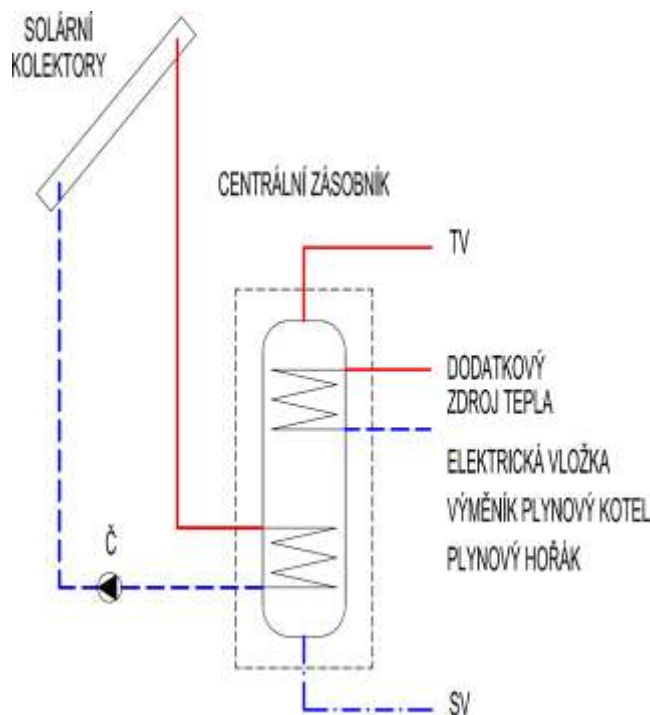 SOLÁRNÍ
KOLEKTORY
CENTRÁLNÍ ZÁSOBNÍK
TV
DODATKOVÝ
ZDROJ TEPLA
ELEKTRICKÁ VLOŽKA
VÝMĚNÍK PLYNOVÝ KOTEL
PLYNOVÝ HOŘÁK
Č
SV